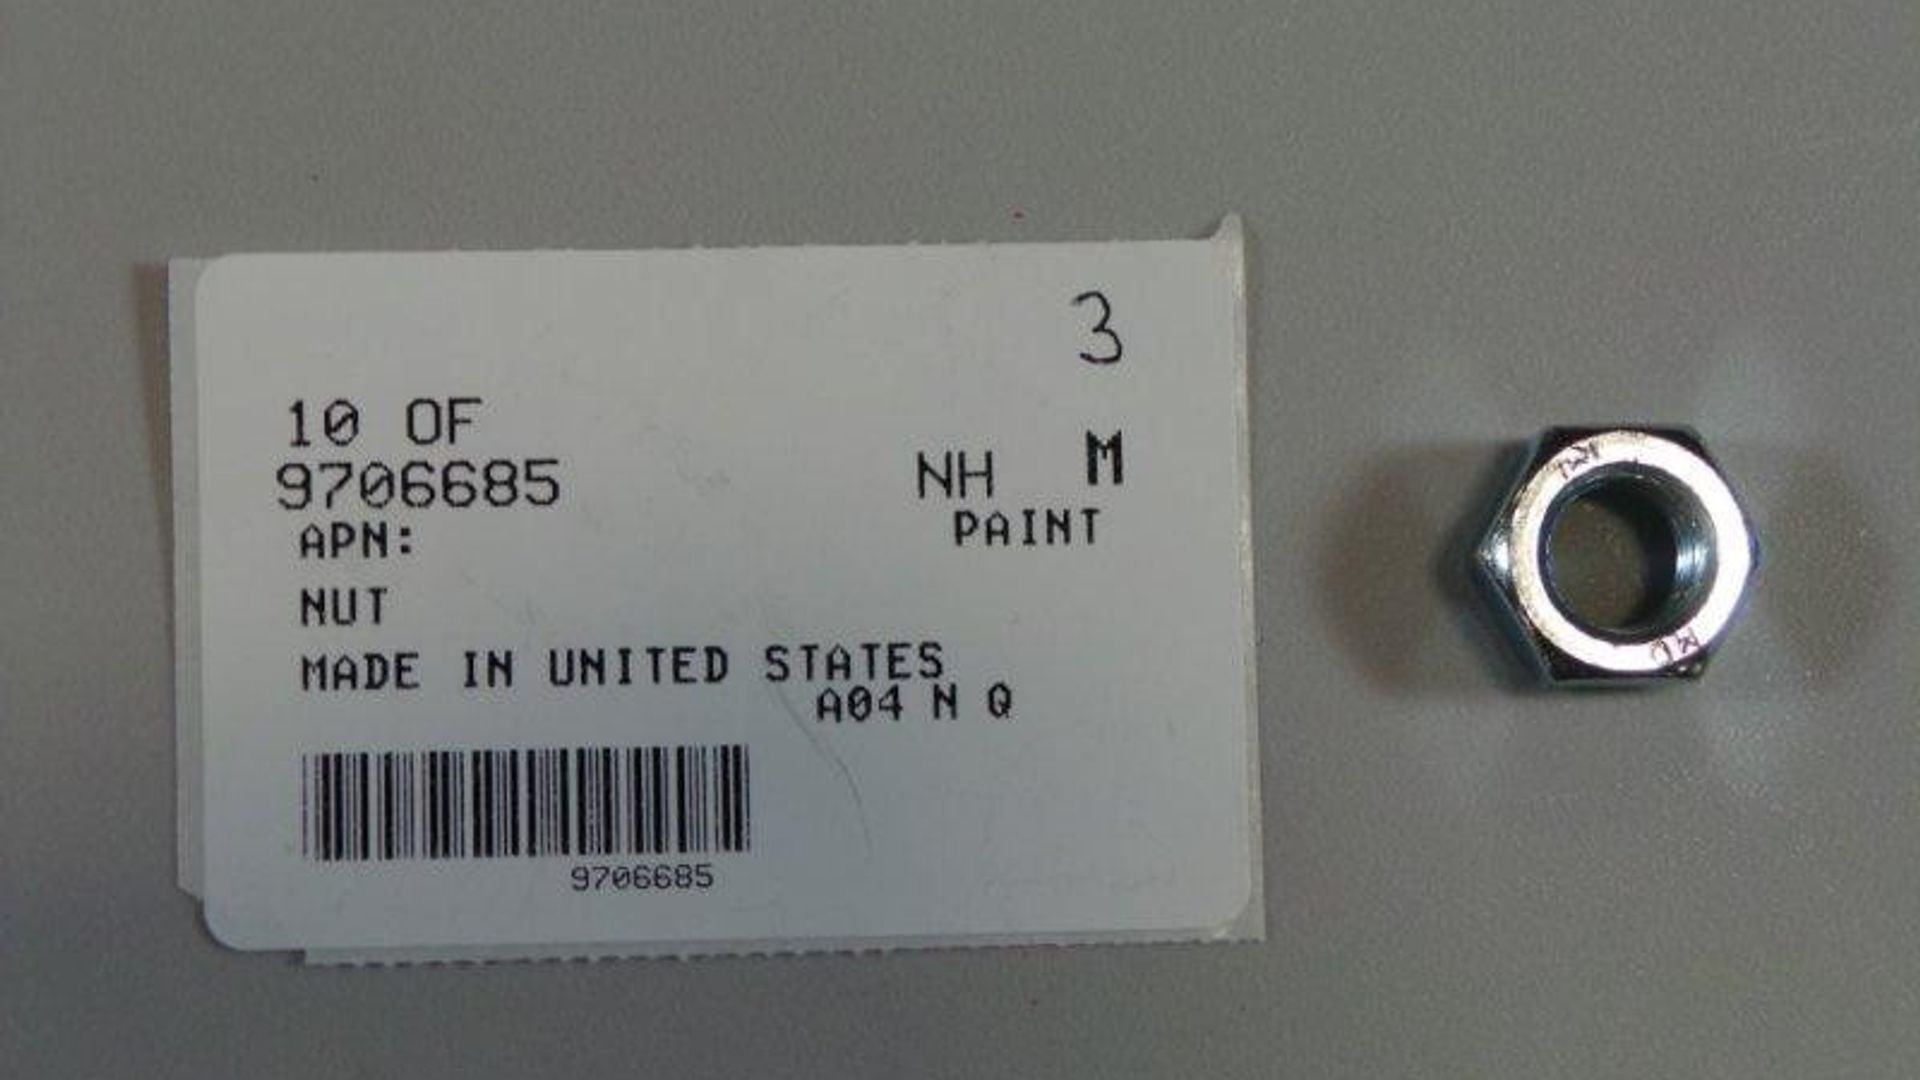 3
10 OF
9706685 NH M
APN: PAINT
NUT
MADE IN UNITED STATES
A04 N Q
9706685